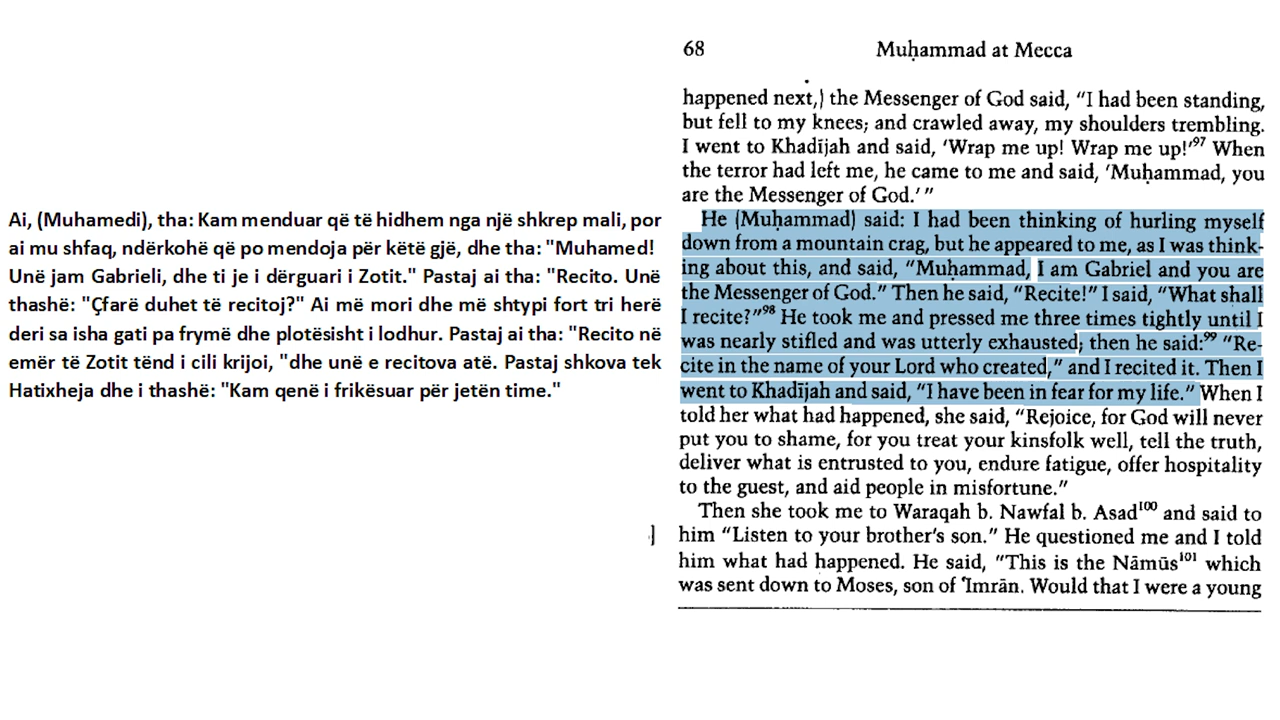 Ai, (Muhamedi), tha: Kam menduar që të hidhem nga një shkrep mali, por
ai mu shfaq, ndërkohë që po mendoja për këtë gjë, dhe tha: "Muhamed!
Unë jam Gabrieli, dhe ti je i dërguari i Zotit." Pastaj ai tha: "Recito. Unë
thashë: "Çfarë duhet të recitoj?" Ai më mori dhe më shtypi fort tri herë
deri sa isha gati pa frymë dhe plotësisht i lodhur. Pastaj ai tha: "Recito në
emër të Zotit tënd i cili krijoi, "dhe unë e recitova atë. Pastaj shkova tek
Hatixheja dhe i thashë: "Kam qenë i frikësuar për jetën time."
68 Muḥammad at Mecca
happened next,) the Messenger of God said, "I had been standing,
but fell to my knees; and crawled away, my shoulders trembling.
I went to Khadījah and said, 'Wrap me up! Wrap me up!'97 When
the terror had left me, he came to me and said, 'Muḥammad, you
are the Messenger of God.'"
He (Muḥammad) said: I had been thinking of hurling myself
down from a mountain crag, but he appeared to me, as I was think-
ing about this, and said, "Muḥammad, I am Gabriel and you are
the Messenger of God." Then he said, "Recite!" I said, "What shall
I recite?"98 He took me and pressed me three times tightly until I
was nearly stifled and was utterly exhausted; then he said:99 "Re-
cite in the name of your Lord who created," and I recited it. Then I
went to Khadījah and said, "I have been in fear for my life." When I
told her what had happened, she said, "Rejoice, for God will never
put you to shame, for you treat your kinsfolk well, tell the truth,
deliver what is entrusted to you, endure fatigue, offer hospitality
to the guest, and aid people in misfortune."
Then she took me to Waraqah b. Nawfal b. Asad100 and said to
him "Listen to your brother's son." He questioned me and I told
him what had happened. He said, "This is the Nāmūs101 which
was sent down to Moses, son of 'Imrān. Would that I were a young